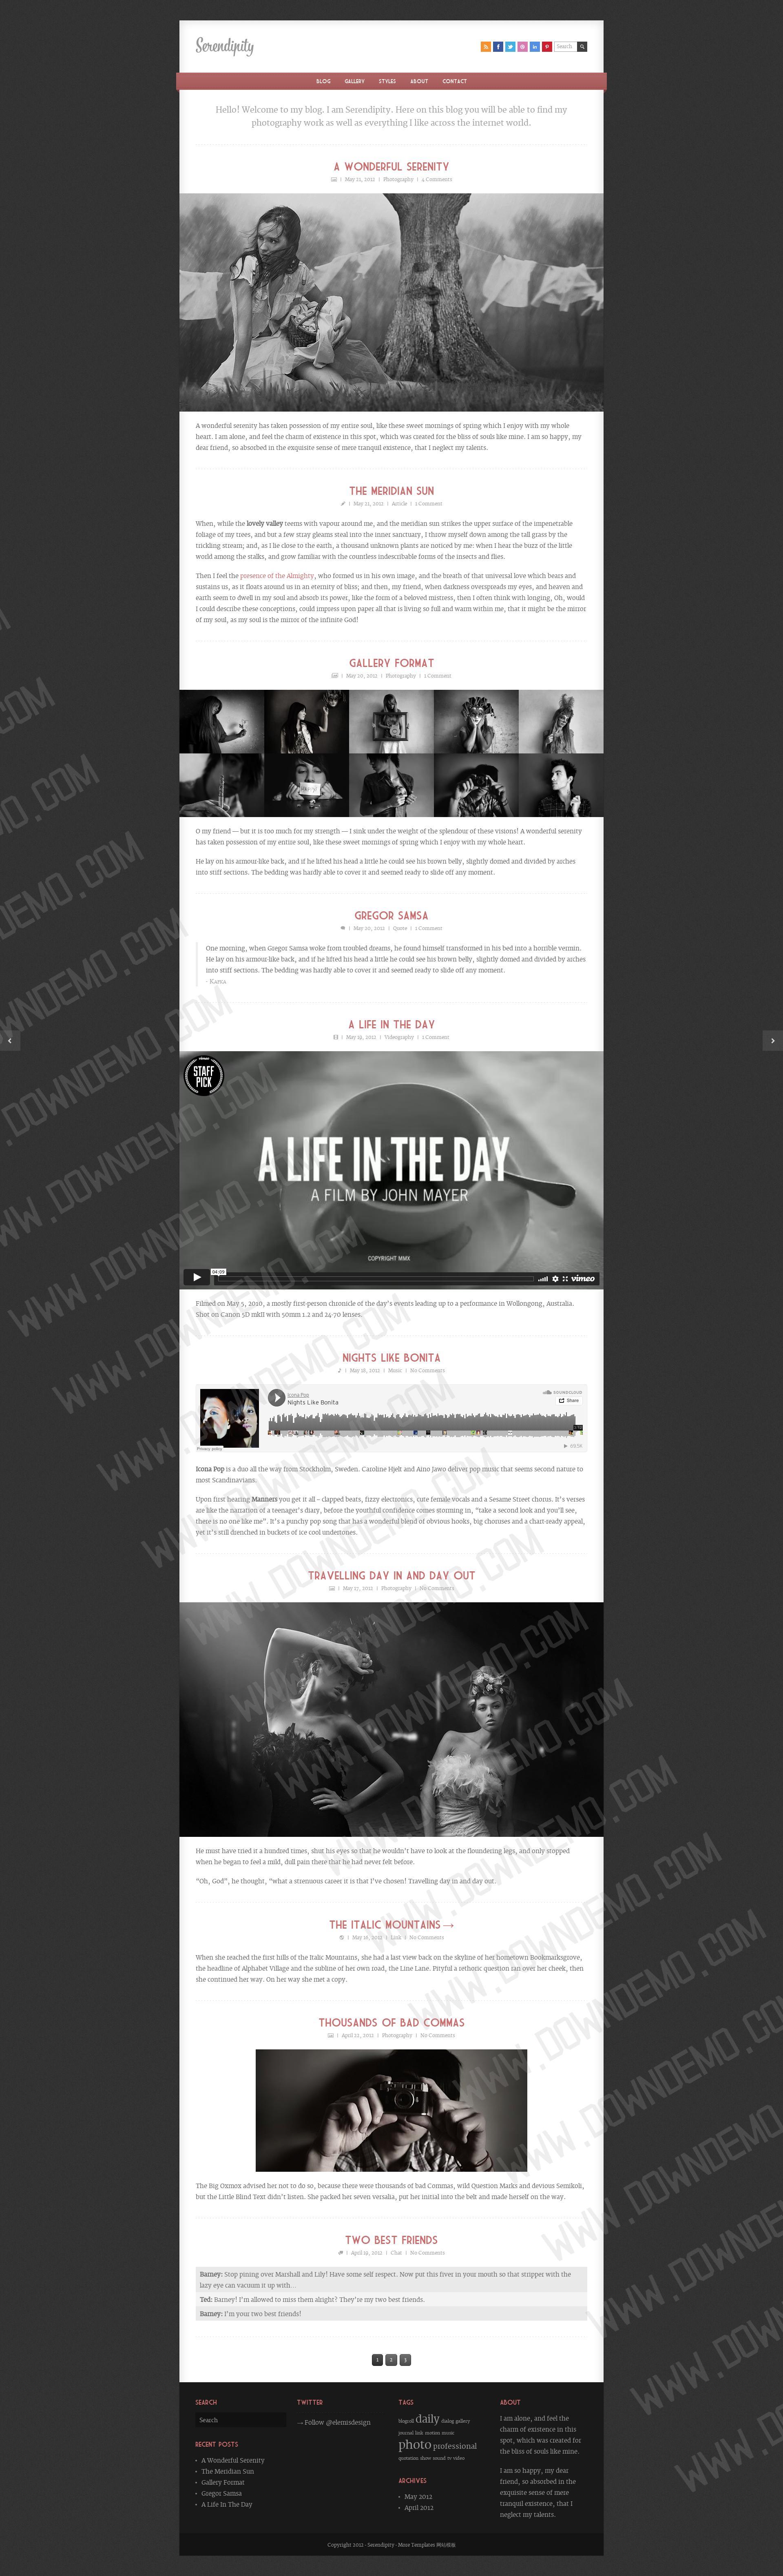 Serendipity
Search
BLOG GALLERY STYLES ABOUT CONTACT
Hello! Welcome to my blog. I am Serendipity. Here on this blog you will be able to find my
photography work as well as everything I like across the internet world.
A WONDERFUL SERENITY
Photography | 4 Comments
A wonderful serenity has taken possession of my entire soul, like these sweet mornings of spring which I enjoy with my whole
heart. I am alone, and feel the charm of existence in this spot, which was created for the bliss of souls like mine. I am so happy, my
dear friend, so absorbed in the exquisite sense of mere tranquil existence, that I neglect my talents.
THE MERIDIAN SUN
Article | 1 Comment
When, while the lovely valley teems with vapour around me, and the meridian sun strikes the upper surface of the impenetrable
foliage of my trees, and but a few stray gleams steal into the inner sanctuary, I throw myself down among the tall grass by the
trickling stream; and, as I lie close to the earth, a thousand unknown plants are noticed by me: when I hear the buzz of the little
world among the stalks, and grow familiar with the countless indescribable forms of the insects and flies.
Then I feel the presence of the Almighty, who formed us in his own image, and the breath of that universal love which bears and
sustains us, as it floats around us in an eternity of bliss; and then, my friend, when darkness overspreads my eyes, and heaven and
earth seem to dwell in my soul and absorb its power, like the form of a beloved mistress, then I often think with longing, Oh, would
I could describe these conceptions, could impress upon paper all that is living so full and warm within me, that it might be the mirror
of my soul, as my soul is the mirror of the infinite God!
GALLERY FORMAT
May 20, 2012 | Photography | 1 Comment
O my friend — but it is too much for my strength — I sink under the weight of the splendour of these visions! A wonderful serenity
has taken possession of my entire soul, like these sweet mornings of spring which I enjoy with my whole heart.
He lay on his armour-like back, and if he lifted his head a little he could see his brown belly, slightly domed and divided by arches
into stiff sections. The bedding was hardly able to cover it and seemed ready to slide off any moment.
GREGOR SAMSA
May 20, 2012 | Quote | 1 Comment
One morning, when Gregor Samsa woke from troubled dreams, he found himself transformed in his bed into a horrible vermin.
He lay on his armour-like back, and if he lifted his head a little he could see his brown belly, slightly domed and divided by arches
into stiff sections. The bedding was hardly able to cover it and seemed ready to slide off any moment.
- Kafka
A LIFE IN THE DAY
May 19, 2012 | Videography | 1 Comment
STAFF
PICK
A LIFE IN THE DAY
A FILM BY JOHN MAYER
COPYRIGHT MMX
04:09
vimeo
Filmed on May 5, 2010, a mostly first-person chronicle of the day's events leading up to a performance in Wollongong, Australia.
Shot on Canon 5D mkII with 50mm 1.2 and 24-70 lenses.
NIGHTS LIKE BONITA
May 18, 2012 | Music | No Comments
Icona Pop
Nights Like Bonita
SOUNDCLOUD
Share
Privacy policy
Icona Pop is a duo all the way from Stockholm, Sweden. Caroline Hjelt and Aino Jawo deliver pop music that seems second nature to
most Scandinavians.
Upon first hearing Manners you get it all – clapped beats, fizzy electronics, cute female vocals and a Sesame Street chorus. It's verses
are like the narration of a teenager's diary, before the youthful confidence comes storming in, "take a second look and you'll see,
there is no one like me". It's a punchy pop song that has a wonderful blend of obvious hooks, big choruses and a chart-ready appeal,
yet it's still drenched in buckets of ice cool undertones.
TRAVELLING DAY IN AND DAY OUT
May 17, 2012 | Photography | No Comments
He must have tried it a hundred times, shut his eyes so that he wouldn't have to look at the floundering legs, and only stopped
when he began to feel a mild, dull pain there that he had never felt before.
"Oh, God", he thought, "what a strenuous career it is that I've chosen! Travelling day in and day out.
THE ITALIC MOUNTAINS →
Link | No Comments
When she reached the first hills of the Italic Mountains, she had a last view back on the skyline of her hometown Bookmarksgrove,
the headline of Alphabet Village and the subline of her own road, the Line Lane. Pityful a rethoric question ran over her cheek, then
she continued her way. On her way she met a copy.
THOUSANDS OF BAD COMMAS
Photography | No Comments
The Big Oxmox advised her not to do so, because there were thousands of bad Commas, wild Question Marks and devious Semikoli,
but the Little Blind Text didn't listen. She packed her seven versalia, put her initial into the belt and made herself on the way.
TWO BEST FRIENDS
Chat | No Comments
Barney: Stop pining over Marshall and Lily! Have some self respect. Now put this fiver in your mouth so that stripper with the
lazy eye can vacuum it up with...
Ted: Barney! I'm allowed to miss them alright? They're my two best friends.
Barney: I'm your two best friends!
1 2 3
SEARCH
Search
RECENT POSTS
A Wonderful Serenity
The Meridian Sun
Gallery Format
Gregor Samsa
A Life In The Day
TWITTER
→ Follow @elemisdesign
TAGS
blogroll daily dialog gallery
journal link motion music
photo professional
quotation show sound tv video
ARCHIVES
May 2012
April 2012
ABOUT
I am alone, and feel the
charm of existence in this
spot, which was created for
the bliss of souls like mine.
I am so happy, my dear
friend, so absorbed in the
exquisite sense of mere
tranquil existence, that I
neglect my talents.
Copyright 2012 - Serendipity - More Templates 网站模板
WWW.DOWNDEMO.COM